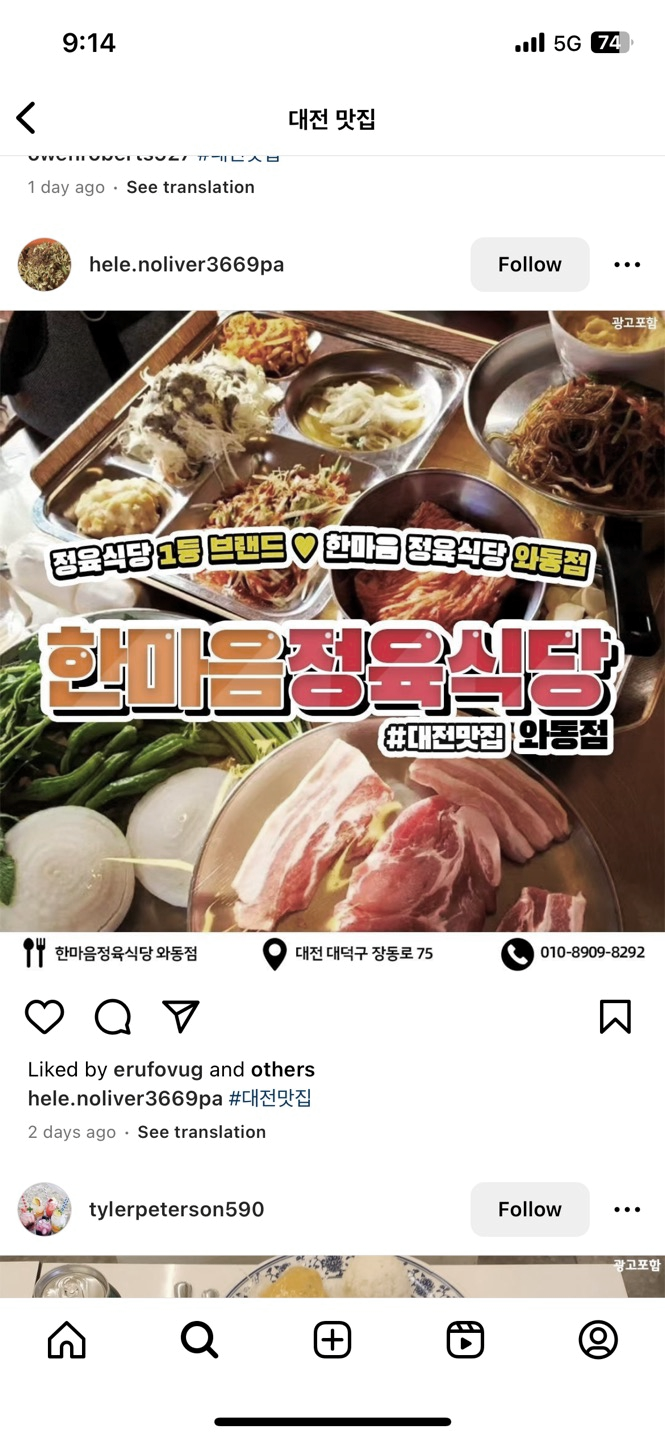 9:14
5G 74
대전 맛집
owenroberts527 #대전맛집
1 day ago · See translation
hele.noliver3669pa
Follow
광고포함
정육식당 1등 브랜드 ♥ 한마음 정육식당 와동점
한마음정육식당
#대전맛집 와동점
한마음정육식당 와동점
대전 대덕구 장동로 75
010-8909-8292
Liked by erufovug and others
hele.noliver3669pa #대전맛집
2 days ago · See translation
tylerpeterson590
Follow
광고포함